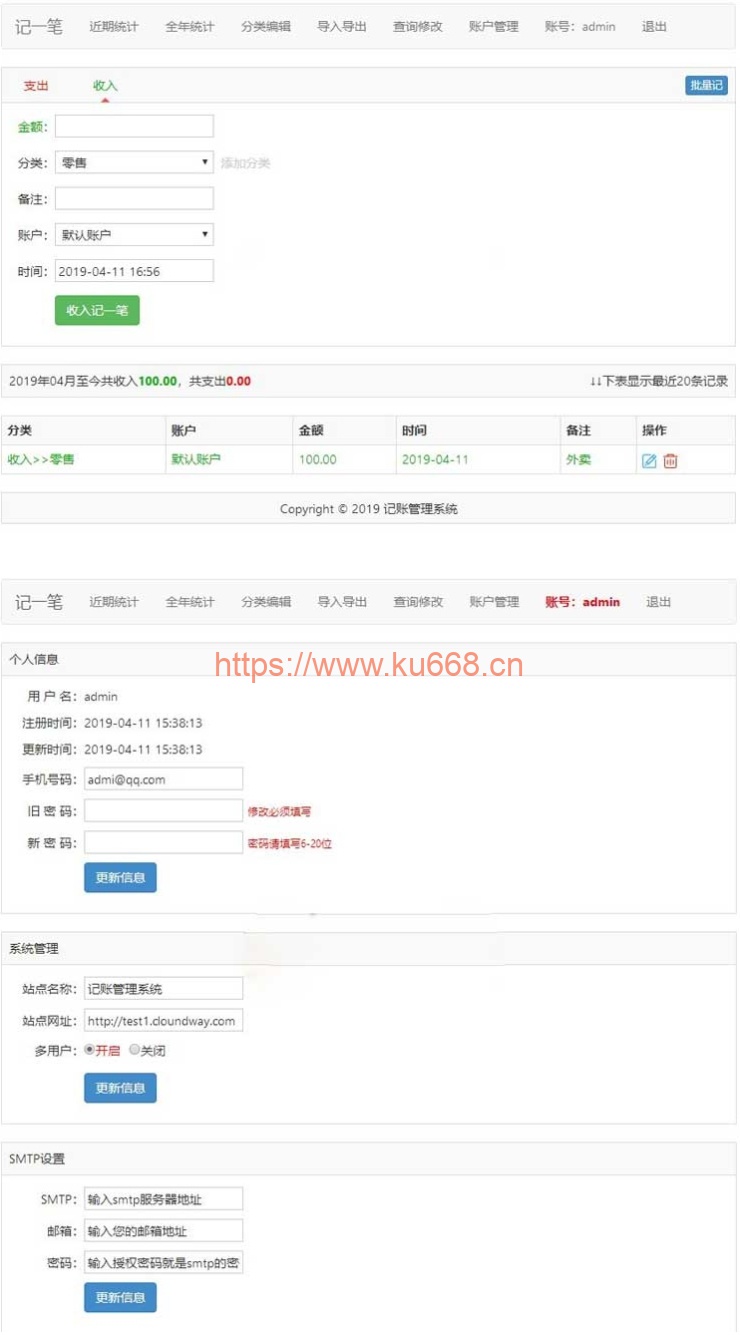 记一笔 近期统计 全年统计 分类编辑 导入导出 查询修改 账户管理 账号：admin 退出
支出 收入 批量记
金额：
分类： 零售 添加分类
备注：
账户： 默认账户
时间： 2019-04-11 16:56
收入记一笔
2019年04月至今共收入100.00，共支出0.00 ↓↓下表显示最近20条记录
分类 账户 金额 时间 备注 操作
收入>>零售 默认账户 100.00 2019-04-11 外卖
Copyright © 2019 记账管理系统
记一笔 近期统计 全年统计 分类编辑 导入导出 查询修改 账户管理 账号：admin 退出
个人信息
https://www.ku668.cn
用 户 名： admin
注册时间： 2019-04-11 15:38:13
更新时间： 2019-04-11 15:38:13
手机号码： admi@qq.com
旧 密 码： 修改必须填写
新 密 码： 密码请填写6-20位
更新信息
系统管理
站点名称： 记账管理系统
站点网址： http://test1.cloundway.com
多用户： 开启 关闭
更新信息
SMTP设置
SMTP： 输入smtp服务器地址
邮箱： 输入您的邮箱地址
密码： 输入授权密码就是smtp的密
更新信息